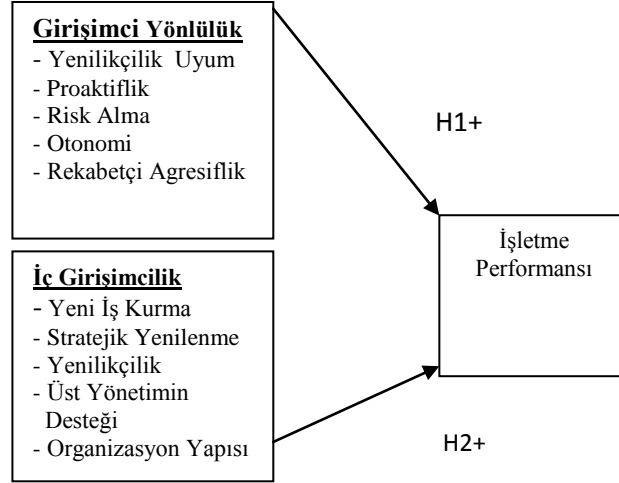 Girişimci Yönlülük
- Yenilikçilik Uyum
- Proaktiflik
- Risk Alma
- Otonomi
- Rekabetçi Agresiflik
H1+
İşletme
Performansı
İç Girişimcilik
- Yeni İş Kurma
- Stratejik Yenilenme
- Yenilikçilik
- Üst Yönetimin
Desteği
- Organizasyon Yapısı
H2+